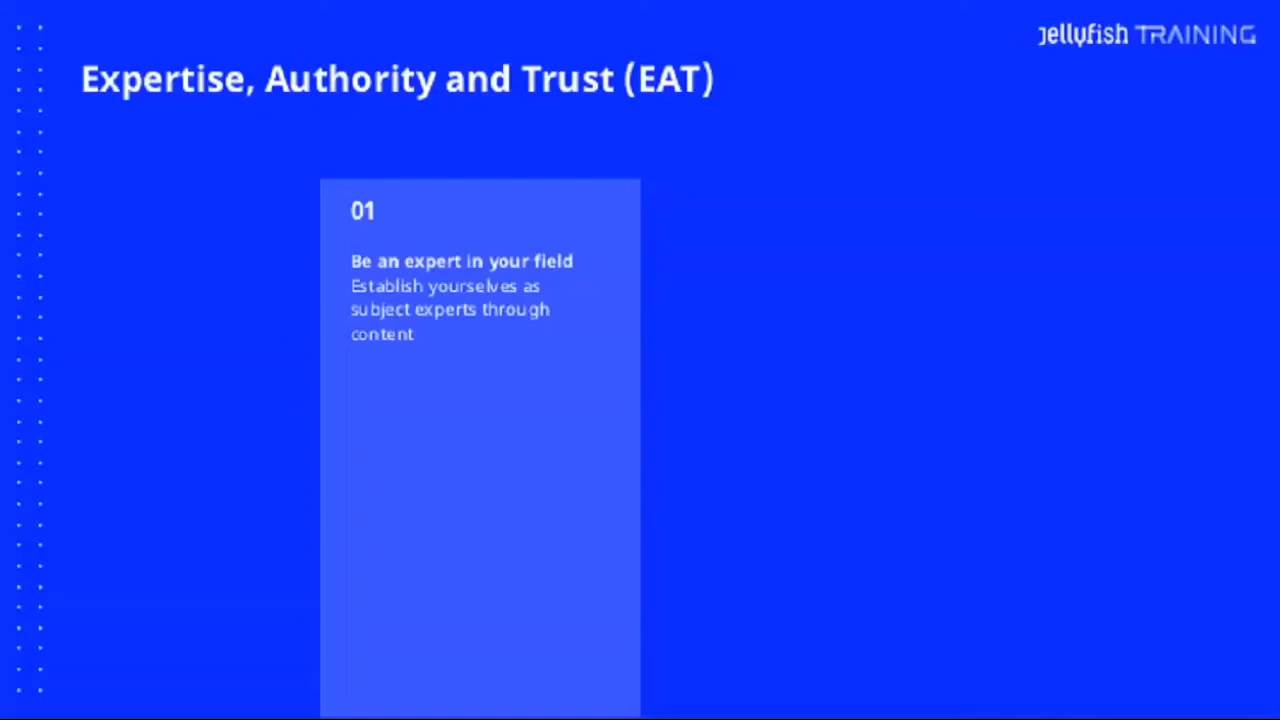 jellyfish TRAINING
Expertise, Authority and Trust (EAT)
01
Be an expert in your field
Establish yourselves as
subject experts through
content